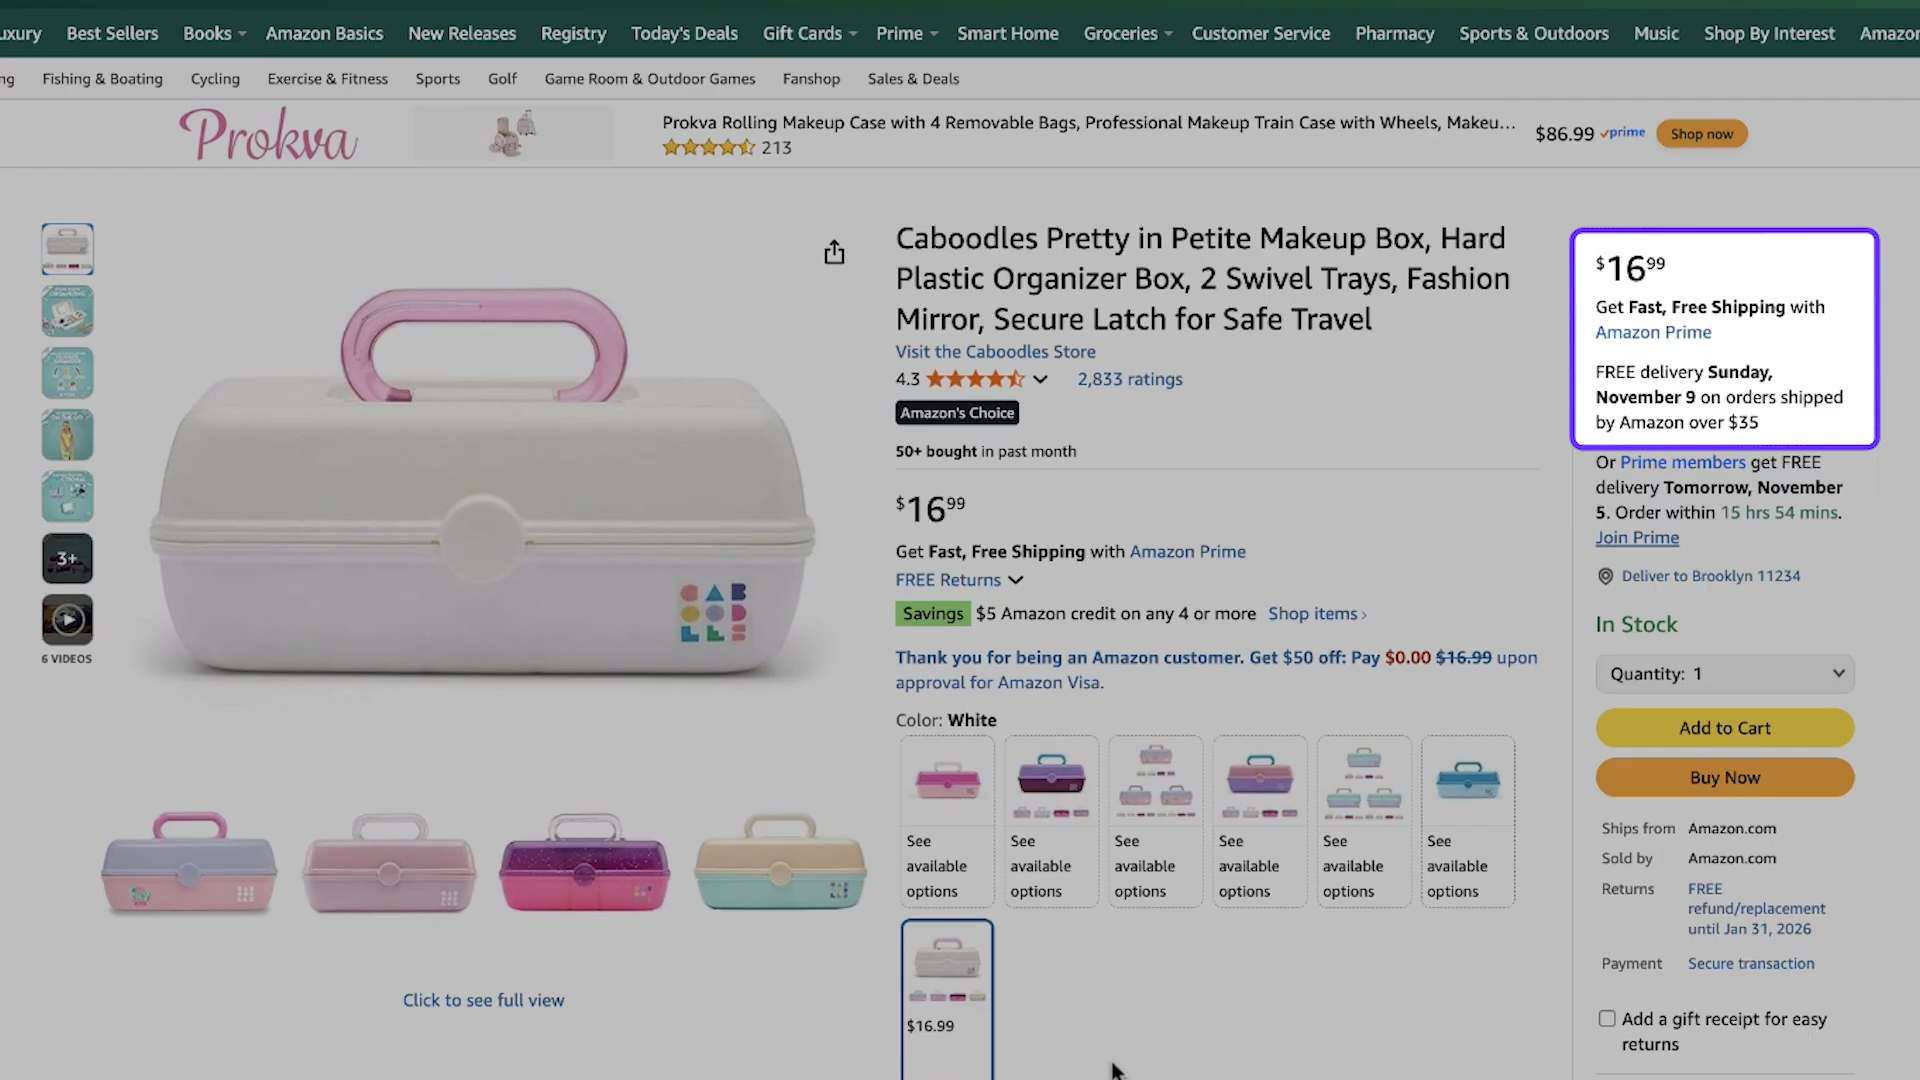 uxury Best Sellers Books Amazon Basics New Releases Registry Today's Deals Gift Cards Prime Smart Home Groceries Customer Service Pharmacy Sports & Outdoors Music Shop By Interest Amazon
ng Fishing & Boating Cycling Exercise & Fitness Sports Golf Game Room & Outdoor Games Fanshop Sales & Deals
Prokva
Prokva Rolling Makeup Case with 4 Removable Bags, Professional Makeup Train Case with Wheels, Makeu...
213
$86.99 prime Shop now
3+
6 VIDEOS
CABOODLES
Click to see full view
Caboodles Pretty in Petite Makeup Box, Hard
Plastic Organizer Box, 2 Swivel Trays, Fashion
Mirror, Secure Latch for Safe Travel
Visit the Caboodles Store
4.3 2,833 ratings
Amazon's Choice
50+ bought in past month
$16 99
Get Fast, Free Shipping with Amazon Prime
FREE Returns
Savings $5 Amazon credit on any 4 or more Shop items ›
Thank you for being an Amazon customer. Get $50 off: Pay $0.00 $16.99 upon
approval for Amazon Visa.
Color: White
See available options
See available options
See available options
See available options
See available options
See available options
$16.99
$16 99
Get Fast, Free Shipping with
Amazon Prime
FREE delivery Sunday,
November 9 on orders shipped
by Amazon over $35
Or Prime members get FREE
delivery Tomorrow, November
5. Order within 15 hrs 54 mins.
Join Prime
Deliver to Brooklyn 11234
In Stock
Quantity: 1
Add to Cart
Buy Now
Ships from Amazon.com
Sold by Amazon.com
Returns FREE
refund/replacement
until Jan 31, 2026
Payment Secure transaction
Add a gift receipt for easy
returns